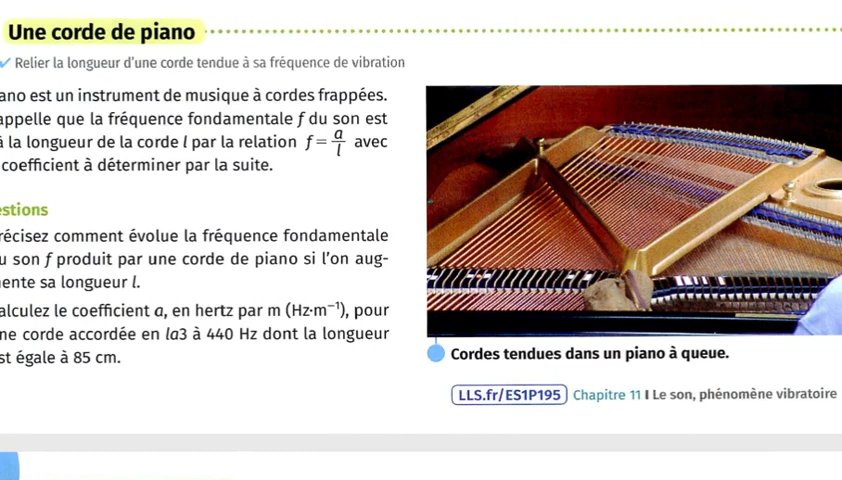 Une corde de piano
Relier la longueur d'une corde tendue à sa fréquence de vibration
ano est un instrument de musique à cordes frappées.
appelle que la fréquence fondamentale f du son est
à la longueur de la corde l par la relation f = a/l avec
coefficient à déterminer par la suite.
estions
récisez comment évolue la fréquence fondamentale
u son f produit par une corde de piano si l'on aug-
mente sa longueur l.
alculez le coefficient a, en hertz par m (Hz·m⁻¹), pour
ne corde accordée en la3 à 440 Hz dont la longueur
st égale à 85 cm.
Cordes tendues dans un piano à queue.
LLS.fr/ES1P195 Chapitre 11 I Le son, phénomène vibratoire